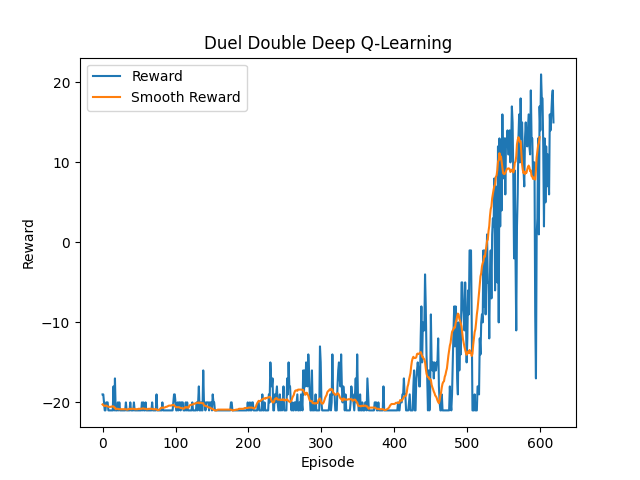 Duel Double Deep Q-Learning
Reward
Smooth Reward
20
10
0
−10
−20
Reward
0 100 200 300 400 500 600
Episode